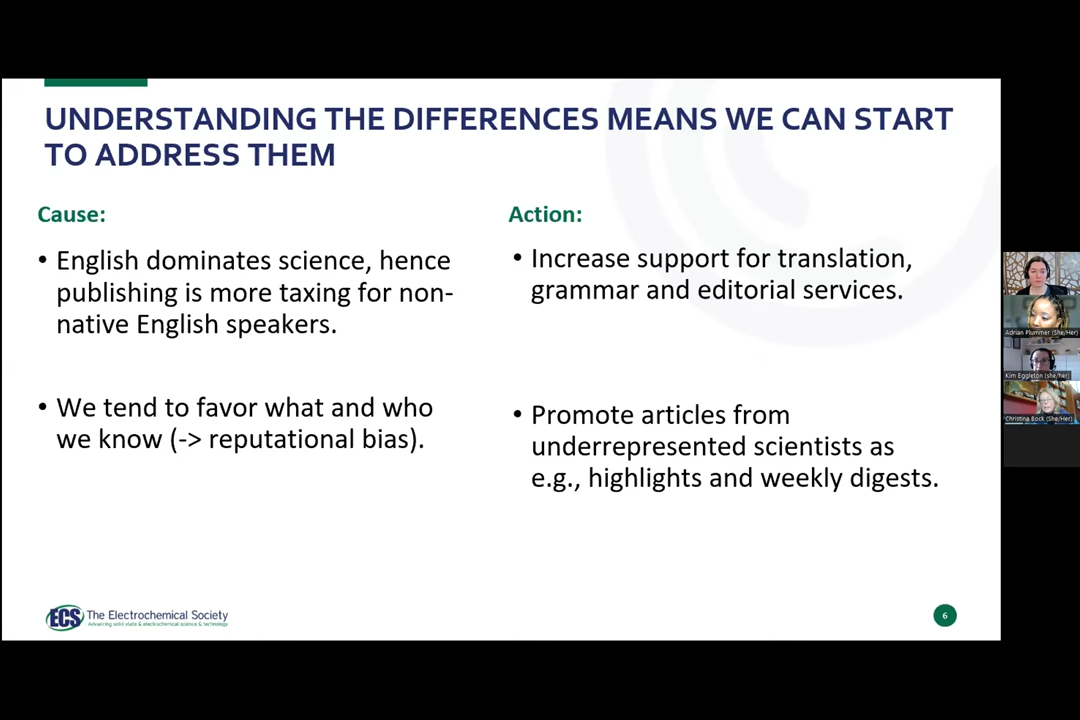 UNDERSTANDING THE DIFFERENCES MEANS WE CAN START
TO ADDRESS THEM
Cause:
• English dominates science, hence
publishing is more taxing for non-
native English speakers.
• We tend to favor what and who
we know (-> reputational bias).
Action:
• Increase support for translation,
grammar and editorial services.
• Promote articles from
underrepresented scientists as
e.g., highlights and weekly digests.
ECS The Electrochemical Society
Advancing solid state & electrochemical science & technology
6
Adrian Plummer (She/Her)
Kim Eggleton (she/her)
Christina Bock (She/Her)